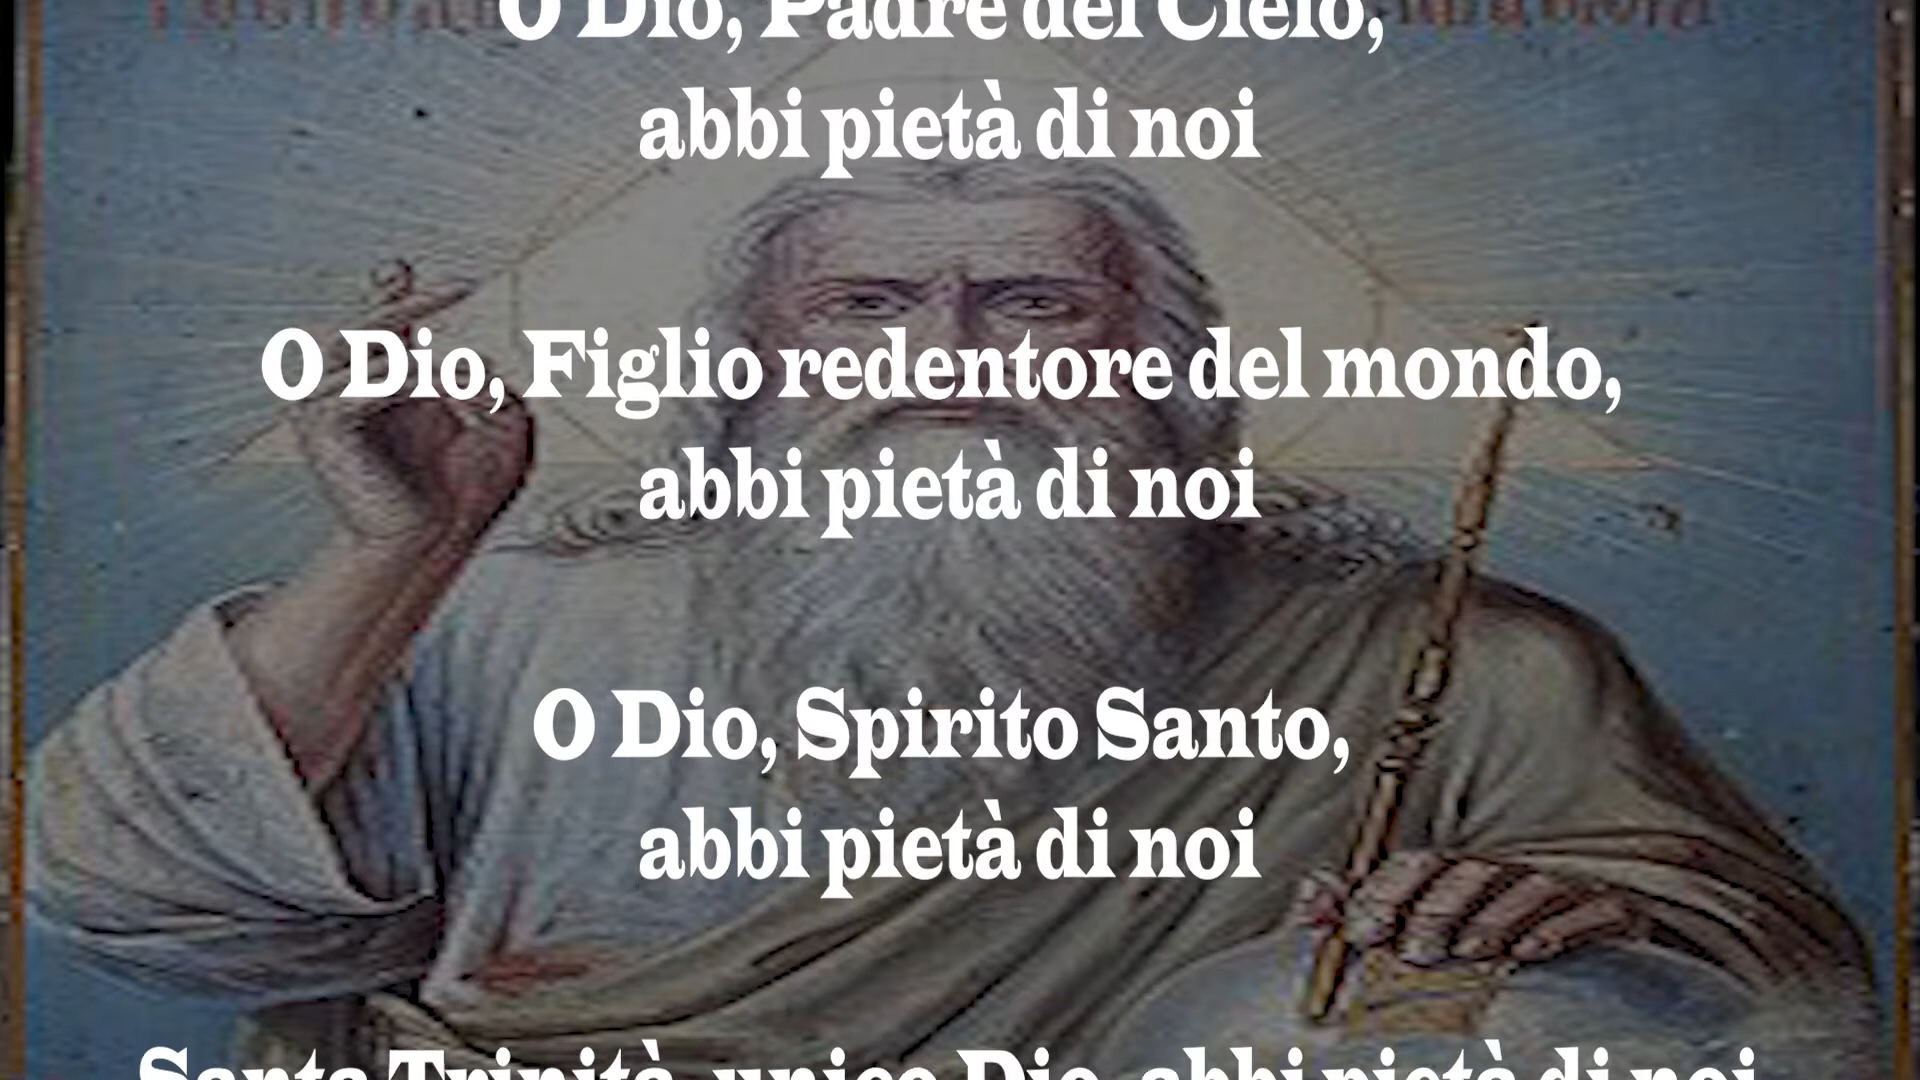 O Dio, Padre del Cielo,
abbi pietà di noi
O Dio, Figlio redentore del mondo,
abbi pietà di noi
O Dio, Spirito Santo,
abbi pietà di noi
Santa Trinità, unico Dio, abbi pietà di noi